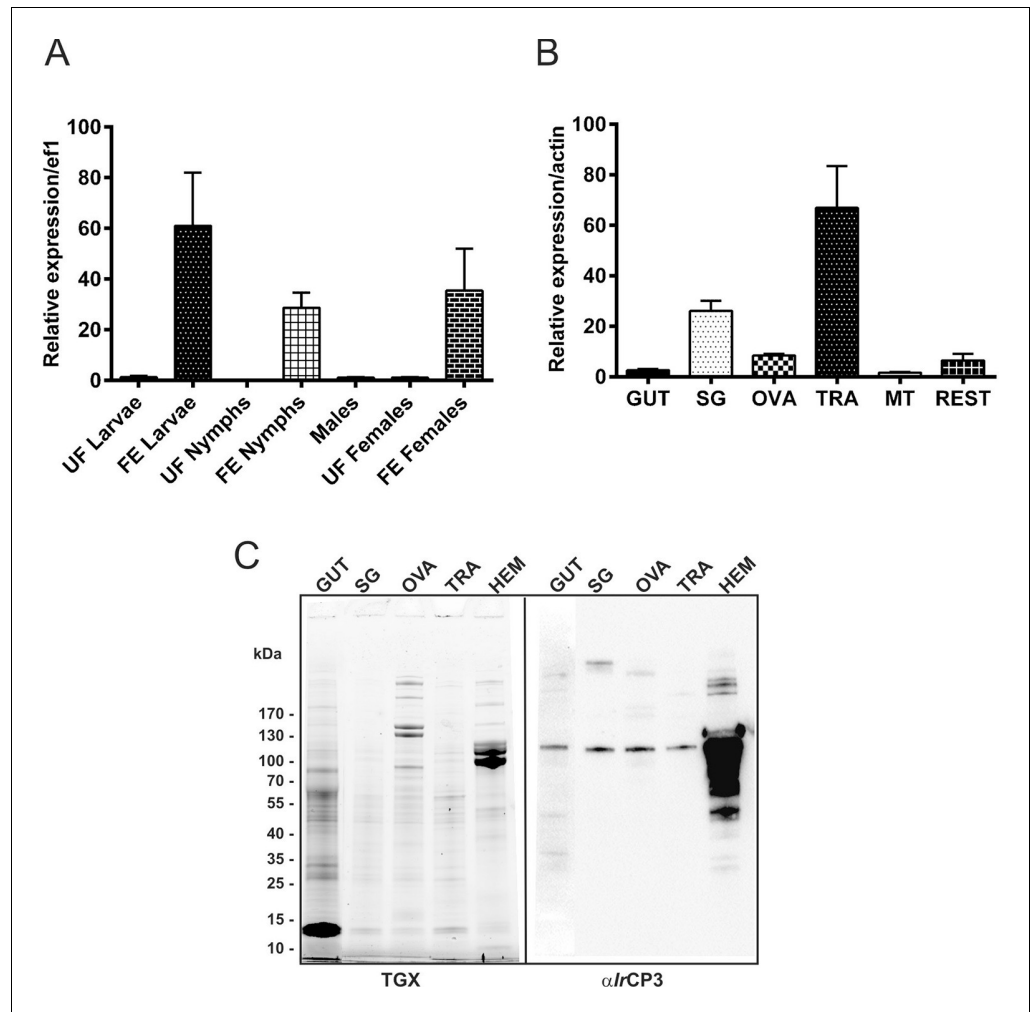 A
Relative expression/ef1
100
80
60
40
20
0
UF Larvae
FE Larvae
UF Nymphs
FE Nymphs
Males
UF Females
FE Females
B
Relative expression/actin
100
80
60
40
20
0
GUT SG OVA TRA MT REST
C
GUT SG OVA TRA HEM GUT SG OVA TRA HEM
kDa
170 -
130 -
100 -
70 -
55 -
40 -
35 -
25 -
15 -
10 -
TGX
αIrCP3